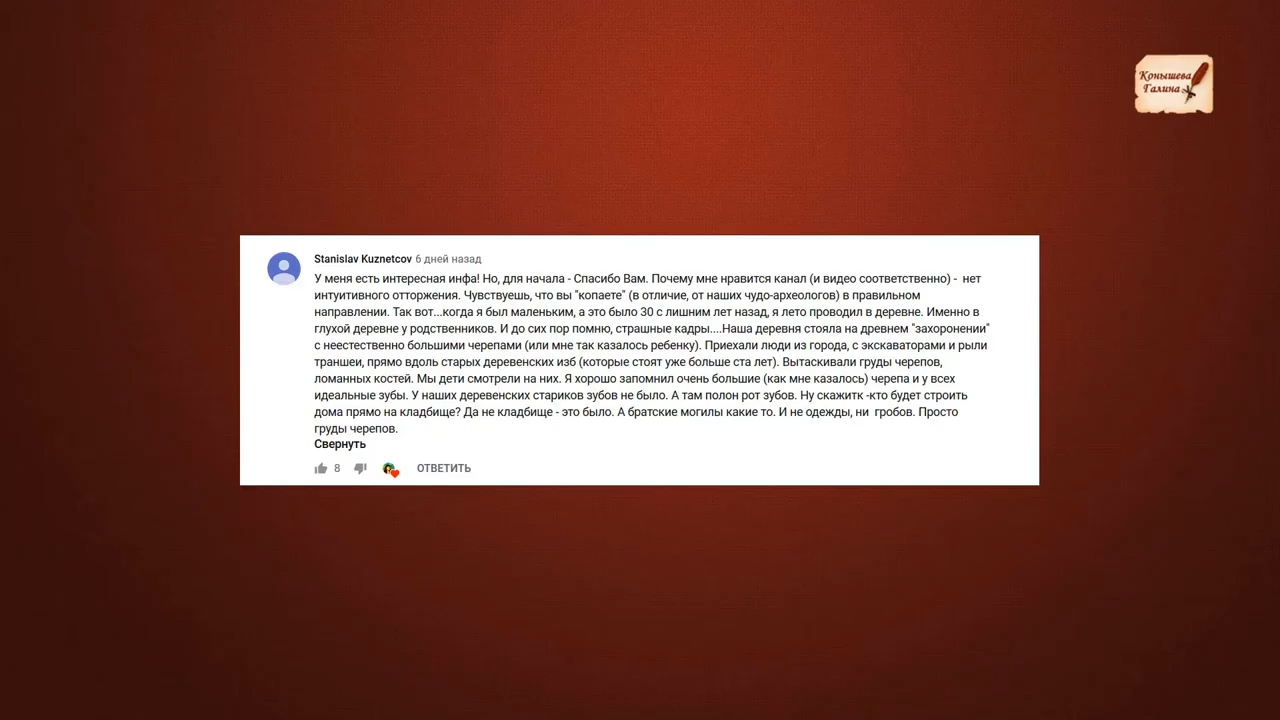 Конышева
Галина
Stanislav Kuznetcov 6 дней назад
У меня есть интересная инфа! Но, для начала - Спасибо Вам. Почему мне нравится канал (и видео соответственно) - нет
интуитивного отторжения. Чувствуешь, что вы "копаете" (в отличие, от наших чудо-археологов) в правильном
направлении. Так вот...когда я был маленьким, а это было 30 с лишним лет назад, я лето проводил в деревне. Именно в
глухой деревне у родственников. И до сих пор помню, страшные кадры....Наша деревня стояла на древнем "захоронении"
с неестественно большими черепами (или мне так казалось ребенку). Приехали люди из города, с экскаваторами и рыли
траншеи, прямо вдоль старых деревенских изб (которые стоят уже больше ста лет). Вытаскивали груды черепов,
ломанных костей. Мы дети смотрели на них. Я хорошо запомнил очень большие (как мне казалось) черепа и у всех
идеальные зубы. У наших деревенских стариков зубов не было. А там полон рот зубов. Ну скажитк -кто будет строить
дома прямо на кладбище? Да не кладбище - это было. А братские могилы какие то. И не одежды, ни гробов. Просто
груды черепов.
Свернуть
8 ОТВЕТИТЬ